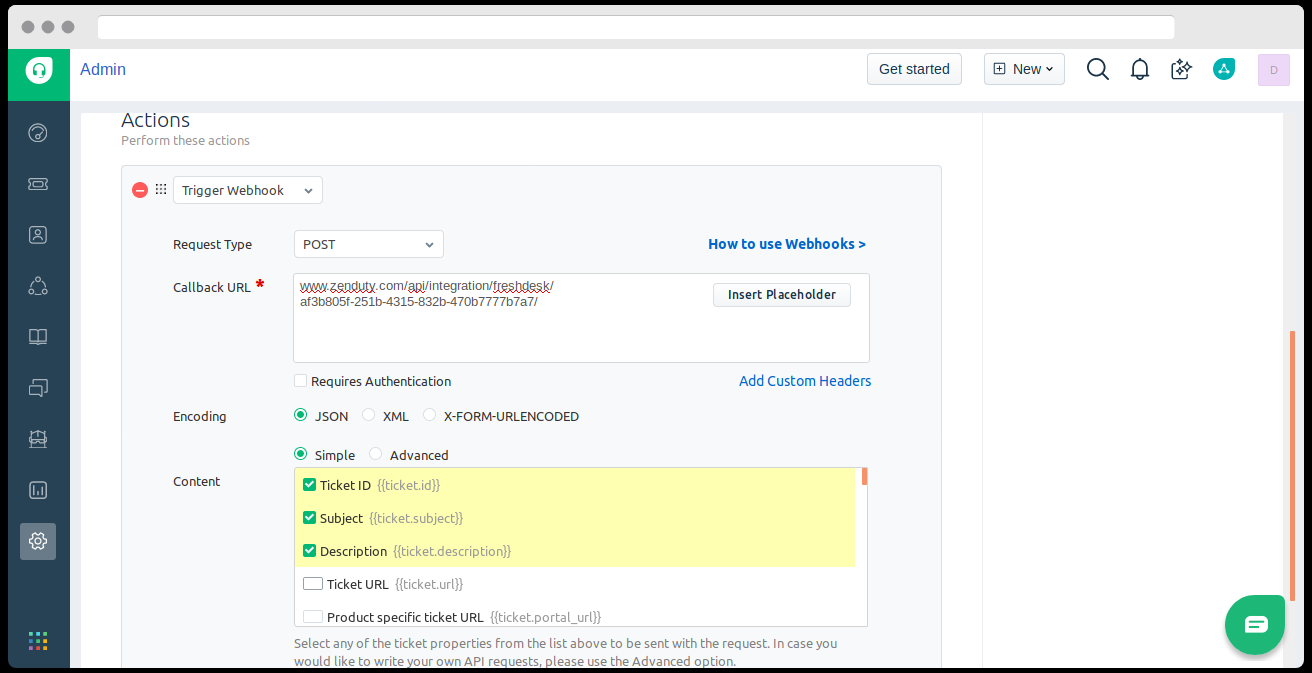 Admin
Get started
New
D
Actions
Perform these actions
Trigger Webhook
Request Type
POST
How to use Webhooks >
Callback URL *
www.zenduty.com/api/integration/freshdesk/
af3b805f-251b-4315-832b-470b7777b7a7/
Insert Placeholder
Requires Authentication
Add Custom Headers
Encoding
JSON
XML
X-FORM-URLENCODED
Simple
Advanced
Content
Ticket ID {{ticket.id}}
Subject {{ticket.subject}}
Description {{ticket.description}}
Ticket URL {{ticket.url}}
Product specific ticket URL {{ticket.portal_url}}
Select any of the ticket properties from the list above to be sent with the request. In case you
would like to write your own API requests, please use the Advanced option.